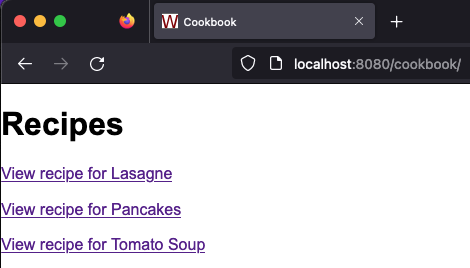 W Cookbook
localhost:8080/cookbook/
Recipes
View recipe for Lasagne
View recipe for Pancakes
View recipe for Tomato Soup